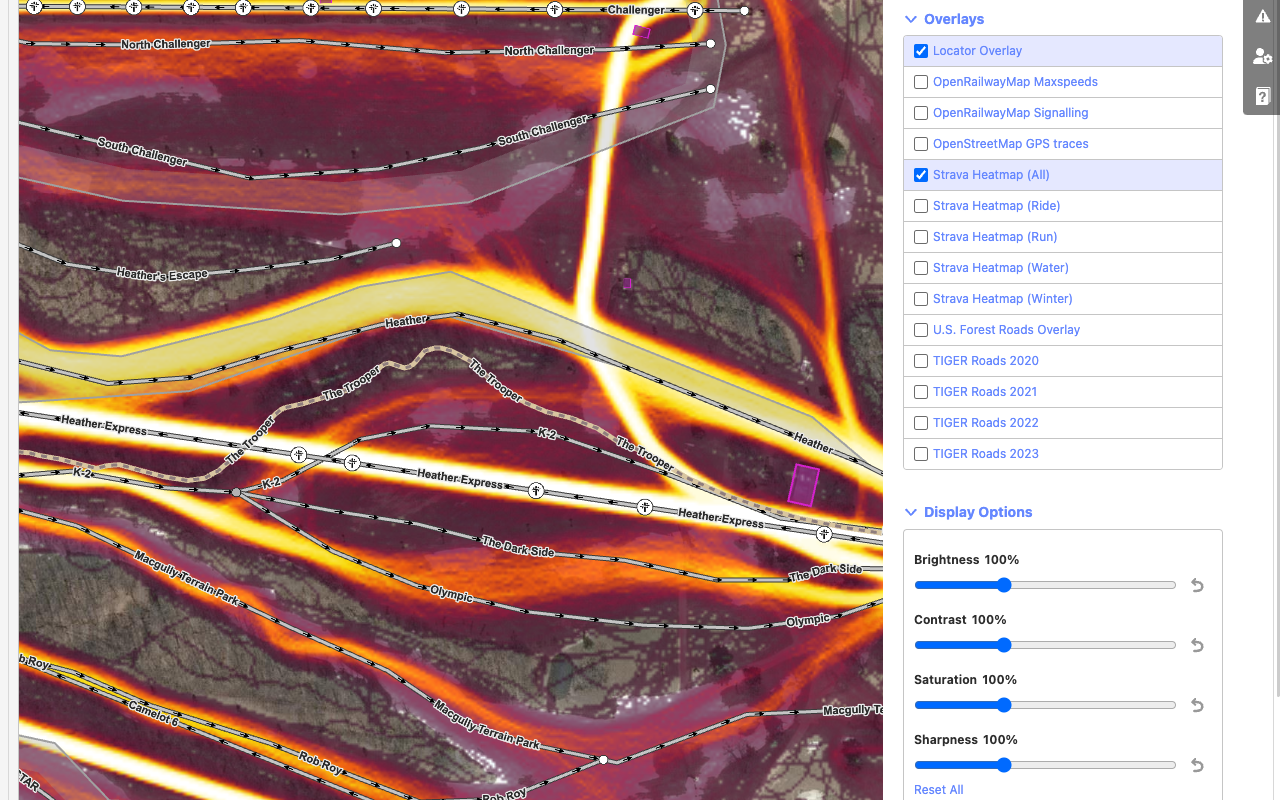 Challenger
North Challenger
North Challenger
South Challenger
South Challenger
Heather's Escape
Heather
The Trooper
The Trooper
The Trooper
The Trooper
Heather Express
K-2
K-2
K-2
Heather
Heather Express
Heather Express
The Dark Side
The Dark Side
Olympic
Olympic
Macgully Terrain Park
Macgully Terrain Park
Macgully Te
b Roy
Camelot 6
Rob Roy
Rob Roy
TAR
Overlays
Locator Overlay
OpenRailwayMap Maxspeeds
OpenRailwayMap Signalling
OpenStreetMap GPS traces
Strava Heatmap (All)
Strava Heatmap (Ride)
Strava Heatmap (Run)
Strava Heatmap (Water)
Strava Heatmap (Winter)
U.S. Forest Roads Overlay
TIGER Roads 2020
TIGER Roads 2021
TIGER Roads 2022
TIGER Roads 2023
Display Options
Brightness 100%
Contrast 100%
Saturation 100%
Sharpness 100%
Reset All